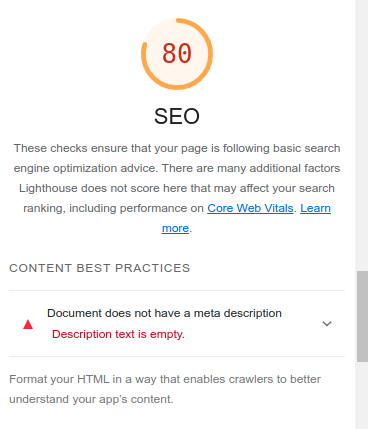 80
SEO
These checks ensure that your page is following basic search
engine optimization advice. There are many additional factors
Lighthouse does not score here that may affect your search
ranking, including performance on Core Web Vitals. Learn
more.
CONTENT BEST PRACTICES
Document does not have a meta description
Description text is empty.
Format your HTML in a way that enables crawlers to better
understand your app's content.